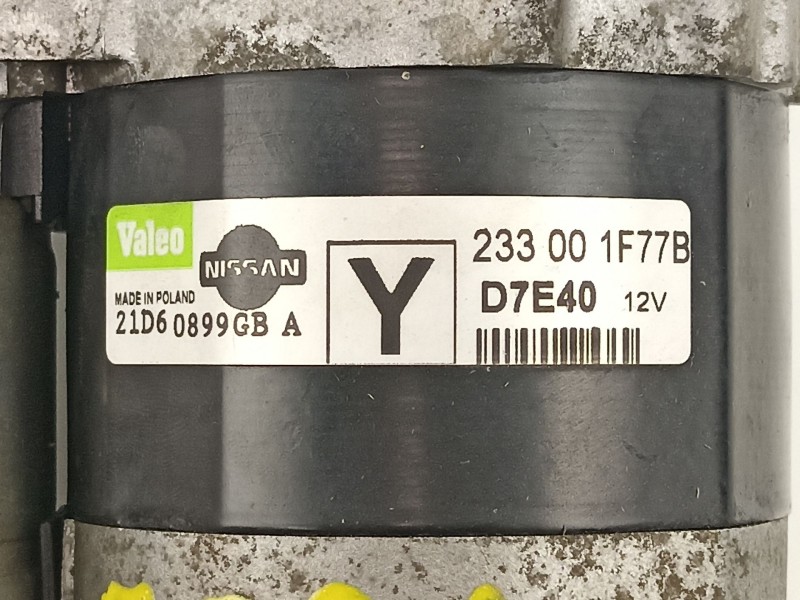 Valeo
NISSAN
MADE IN POLAND
21D6 0899GB A
Y
233 00 1F77B
D7E40 12V